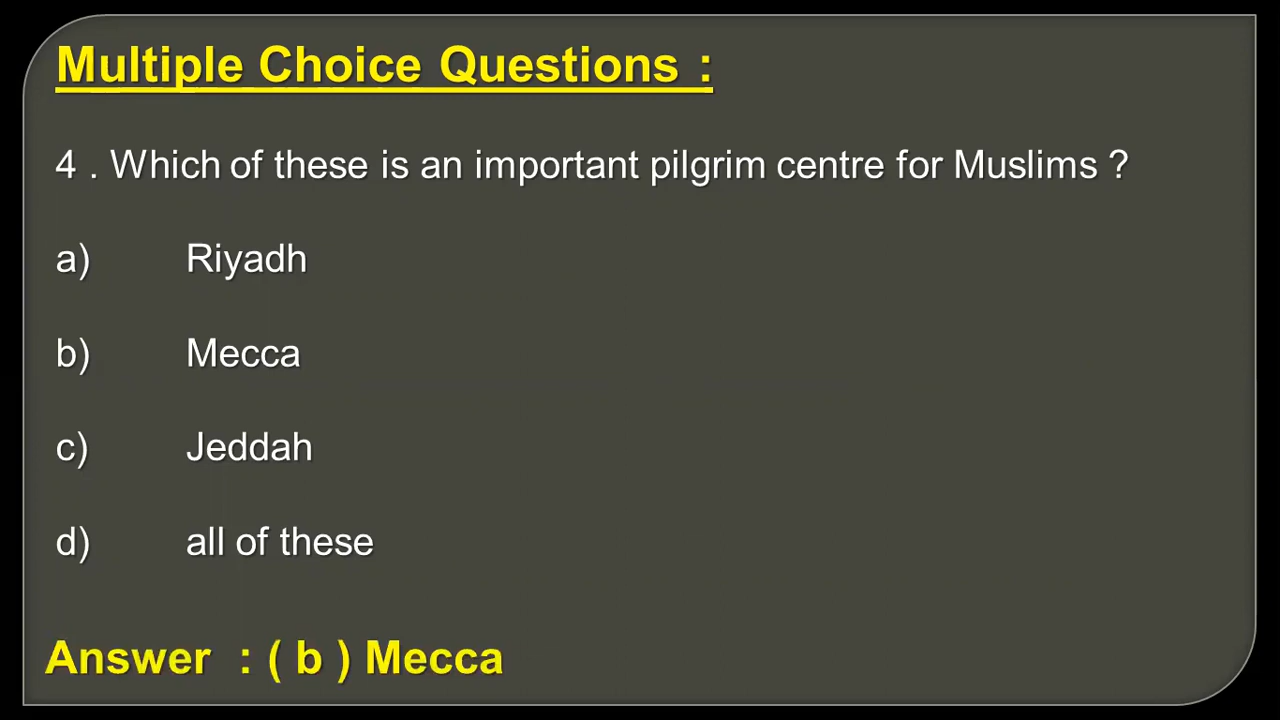 Multiple Choice Questions :
4 . Which of these is an important pilgrim centre for Muslims ?
a) Riyadh
b) Mecca
c) Jeddah
d) all of these
Answer : ( b ) Mecca